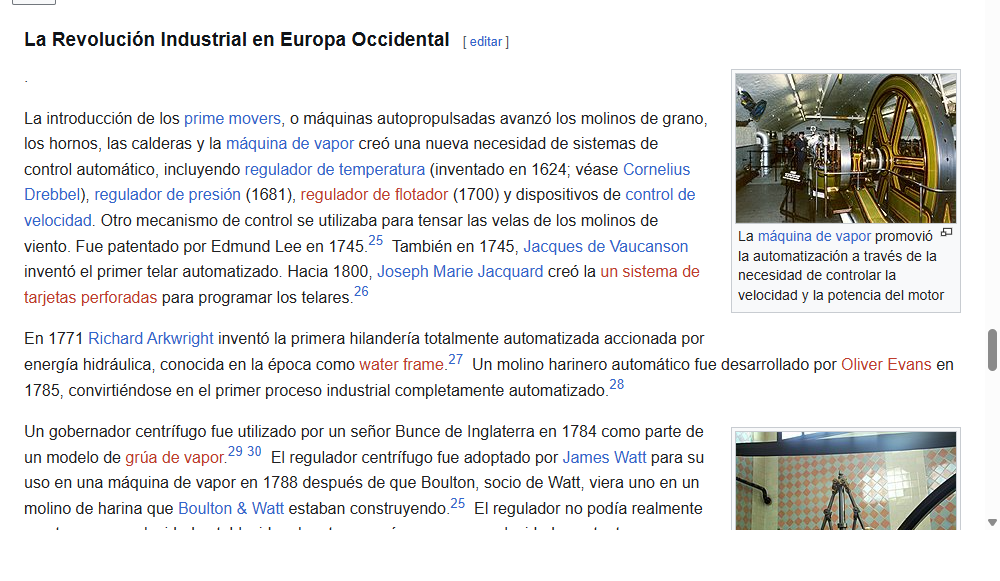 La Revolución Industrial en Europa Occidental [ editar ]
.
La introducción de los prime movers, o máquinas autopropulsadas avanzó los molinos de grano,
los hornos, las calderas y la máquina de vapor creó una nueva necesidad de sistemas de
control automático, incluyendo regulador de temperatura (inventado en 1624; véase Cornelius
Drebbel), regulador de presión (1681), regulador de flotador (1700) y dispositivos de control de
velocidad. Otro mecanismo de control se utilizaba para tensar las velas de los molinos de
viento. Fue patentado por Edmund Lee en 1745.25 También en 1745, Jacques de Vaucanson
inventó el primer telar automatizado. Hacia 1800, Joseph Marie Jacquard creó la un sistema de
tarjetas perforadas para programar los telares.26
La máquina de vapor promovió
la automatización a través de la
necesidad de controlar la
velocidad y la potencia del motor
En 1771 Richard Arkwright inventó la primera hilandería totalmente automatizada accionada por
energía hidráulica, conocida en la época como water frame.27 Un molino harinero automático fue desarrollado por Oliver Evans en
1785, convirtiéndose en el primer proceso industrial completamente automatizado.28
Un gobernador centrífugo fue utilizado por un señor Bunce de Inglaterra en 1784 como parte de
un modelo de grúa de vapor.29 30 El regulador centrífugo fue adoptado por James Watt para su
uso en una máquina de vapor en 1788 después de que Boulton, socio de Watt, viera uno en un
molino de harina que Boulton & Watt estaban construyendo.25 El regulador no podía realmente